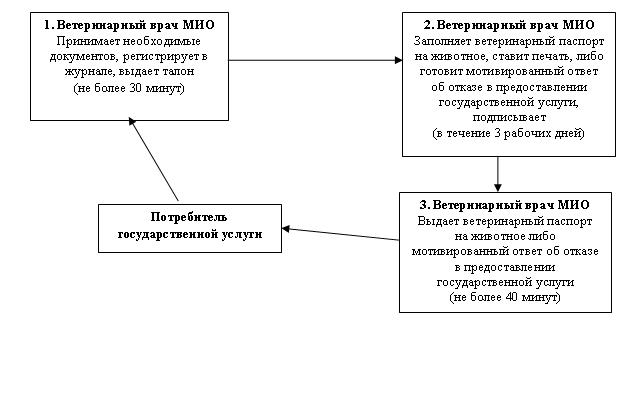 1. Ветеринарный врач МИО
Принимает необходимые
документов, регистрирует в
журнале, выдает талон
(не более 30 минут)
2. Ветеринарный врач МИО
Заполняет ветеринарный паспорт
на животное, ставит печать, либо
готовит мотивированный ответ
об отказе в предоставлении
государственной услуги,
подписывает
(в течение 3 рабочих дней)
3. Ветеринарный врач МИО
Выдает ветеринарный паспорт
на животное либо
мотивированный ответ об отказе
в предоставлении
государственной услуги
(не более 40 минут)
Потребитель
государственной услуги